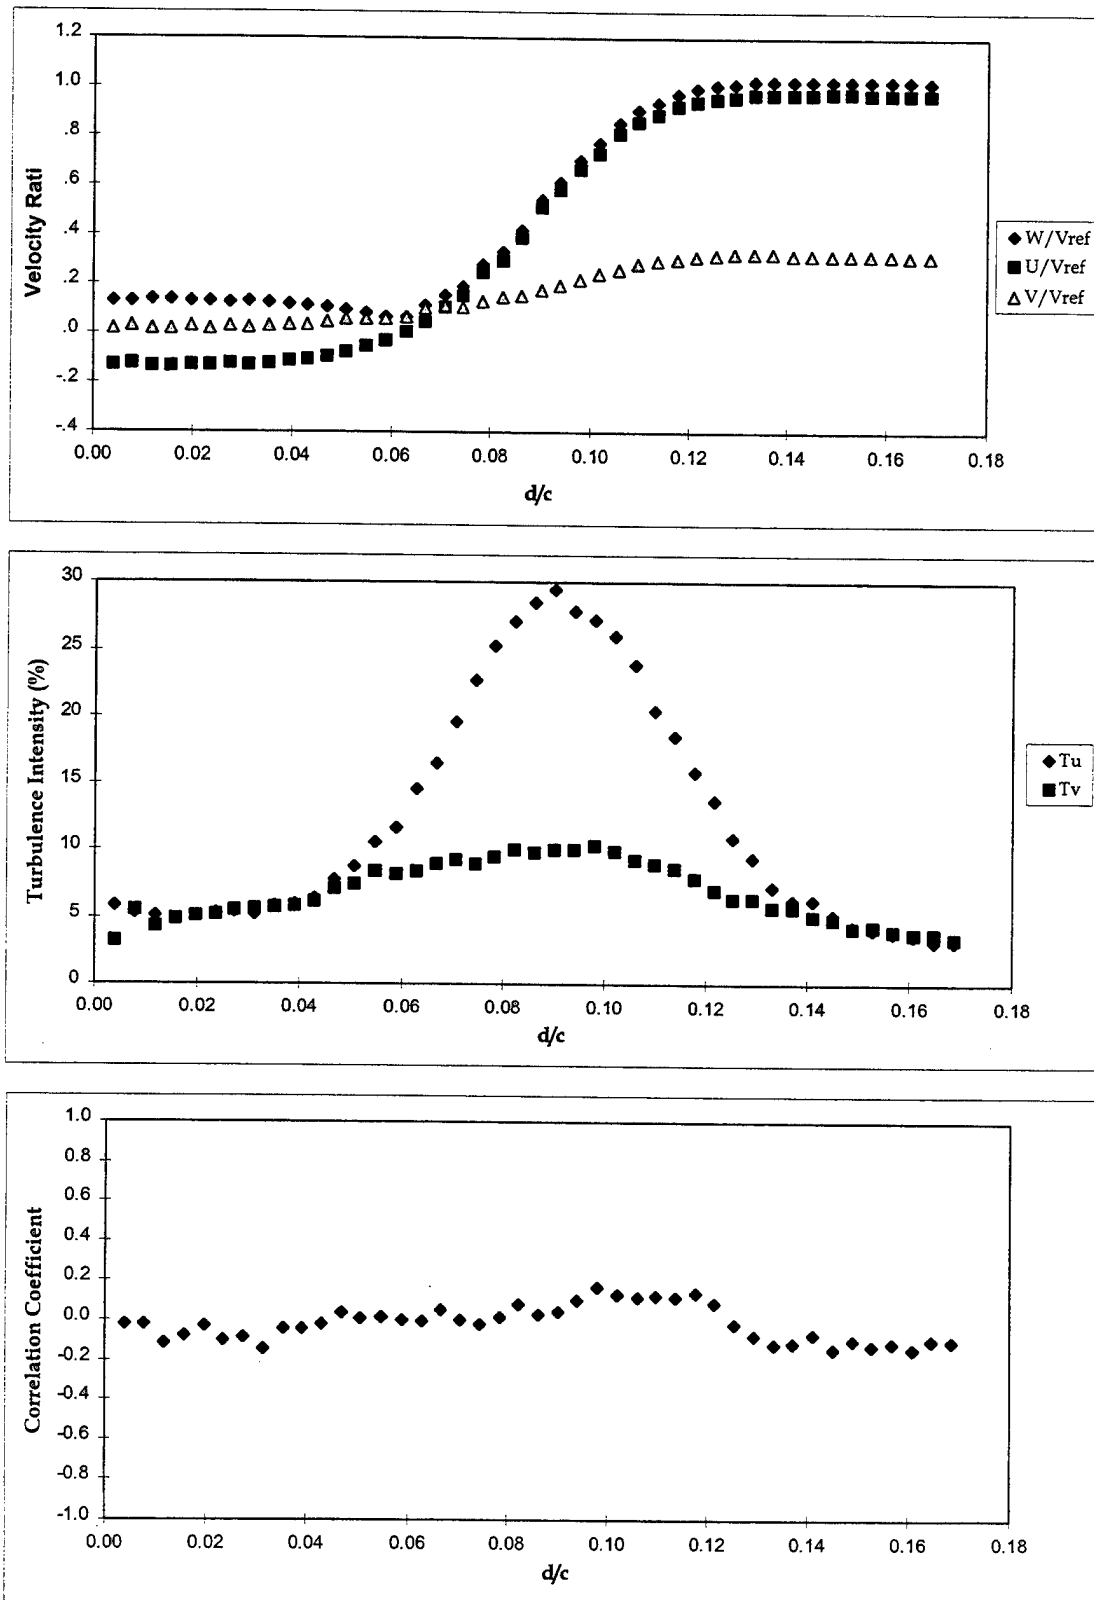 1.2
1.0
.8
.6
.4
.2
.0
-.2
-.4
Velocity Rati
0.00 0.02 0.04 0.06 0.08 0.10 0.12 0.14 0.16 0.18
d/c
W/Vref
U/Vref
V/Vref
30
25
20
15
10
5
0
Turbulence Intensity (%)
0.00 0.02 0.04 0.06 0.08 0.10 0.12 0.14 0.16 0.18
d/c
Tu
Tv
1.0
0.8
0.6
0.4
0.2
0.0
-0.2
-0.4
-0.6
-0.8
-1.0
Correlation Coefficient
0.00 0.02 0.04 0.06 0.08 0.10 0.12 0.14 0.16 0.18
d/c